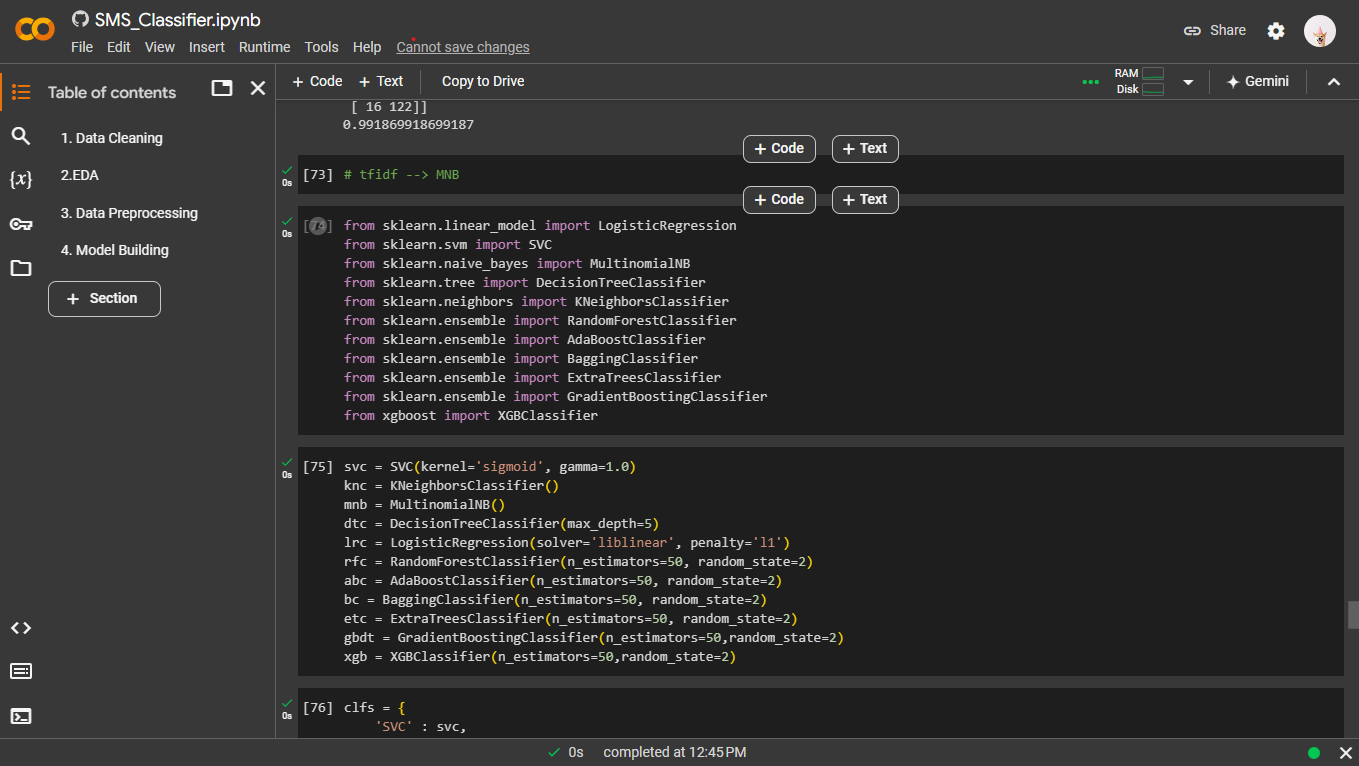 SMS_Classifier.ipynb
File Edit View Insert Runtime Tools Help Cannot save changes
Share
Table of contents
+ Code + Text Copy to Drive
RAM
Disk
Gemini
1. Data Cleaning
2.EDA
3. Data Preprocessing
4. Model Building
+ Section
[ 16 122]]
0.991869918699187
+ Code + Text
0s
[73] # tfidf --> MNB
+ Code + Text
0s
[74] from sklearn.linear_model import LogisticRegression
from sklearn.svm import SVC
from sklearn.naive_bayes import MultinomialNB
from sklearn.tree import DecisionTreeClassifier
from sklearn.neighbors import KNeighborsClassifier
from sklearn.ensemble import RandomForestClassifier
from sklearn.ensemble import AdaBoostClassifier
from sklearn.ensemble import BaggingClassifier
from sklearn.ensemble import ExtraTreesClassifier
from sklearn.ensemble import GradientBoostingClassifier
from xgboost import XGBClassifier
0s
[75] svc = SVC(kernel='sigmoid', gamma=1.0)
knc = KNeighborsClassifier()
mnb = MultinomialNB()
dtc = DecisionTreeClassifier(max_depth=5)
lrc = LogisticRegression(solver='liblinear', penalty='l1')
rfc = RandomForestClassifier(n_estimators=50, random_state=2)
abc = AdaBoostClassifier(n_estimators=50, random_state=2)
bc = BaggingClassifier(n_estimators=50, random_state=2)
etc = ExtraTreesClassifier(n_estimators=50, random_state=2)
gbdt = GradientBoostingClassifier(n_estimators=50,random_state=2)
xgb = XGBClassifier(n_estimators=50,random_state=2)
0s
[76] clfs = {
'SVC' : svc,
0s completed at 12:45 PM